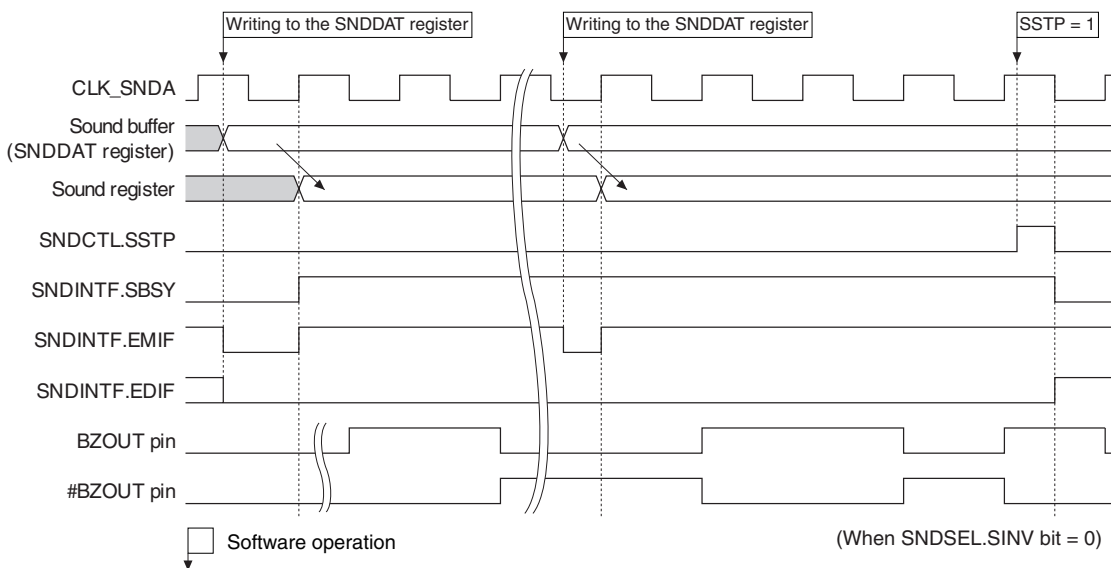 Writing to the SNDDAT register
Writing to the SNDDAT register
SSTP = 1
CLK_SNDA
Sound buffer
(SNDDAT register)
Sound register
SNDCTL.SSTP
SNDINTF.SBSY
SNDINTF.EMIF
SNDINTF.EDIF
BZOUT pin
#BZOUT pin
Software operation
(When SNDSEL.SINV bit = 0)